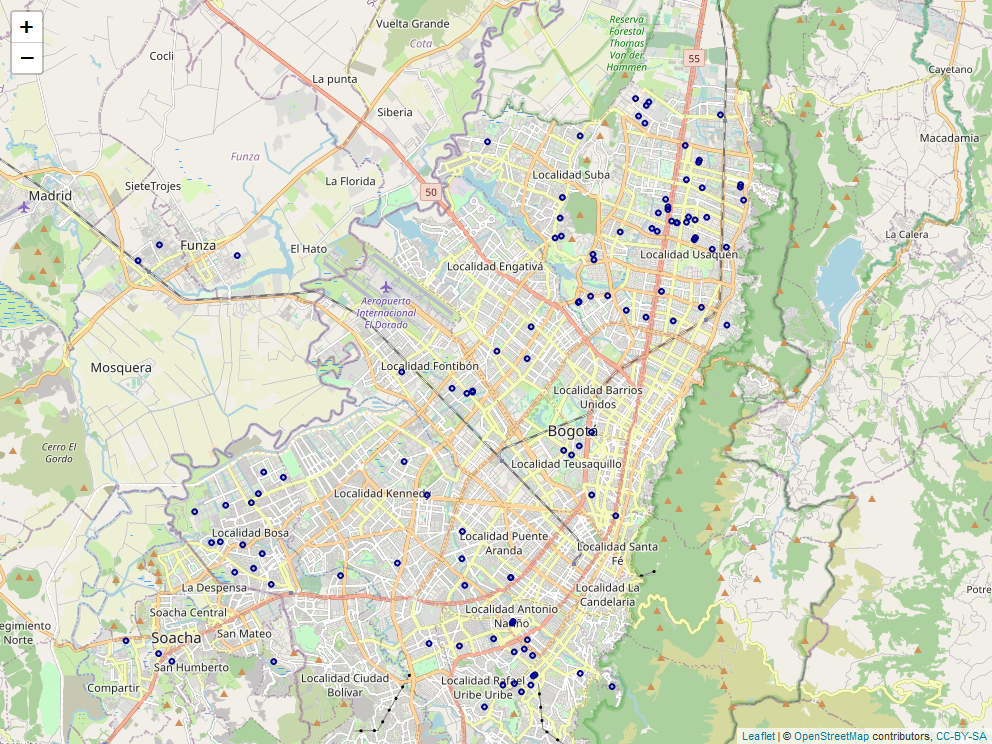 +
−
Vuelta Grande
Cota
Cocli
La punta
Siberia
Reserva
Forestal
Thomas
Van der
Hammen
55
Cayetano
Macadamia
Funza
SieteTrojes
La Florida
50
Localidad Suba
Madrid
Funza
El Hato
La Calera
Localidad Engativá
Localidad Usaquén
Aeropuerto
Internacional
El Dorado
Mosquera
Localidad Fontibón
Localidad Barrios
Unidos
Bogotá
Cerro El
Gordo
Localidad Teusaquillo
Localidad Kennedy
Localidad Bosa
Localidad Puente
Aranda
Localidad Santa
Fé
La Despensa
Localidad La
Candelaria
Potre
Soacha Central
Localidad Antonio
Nariño
egimiento
Norte
Soacha
San Mateo
San Humberto
Compartir
Localidad Ciudad
Bolívar
Localidad Rafael
Uribe Uribe
Leaflet | © OpenStreetMap contributors, CC-BY-SA